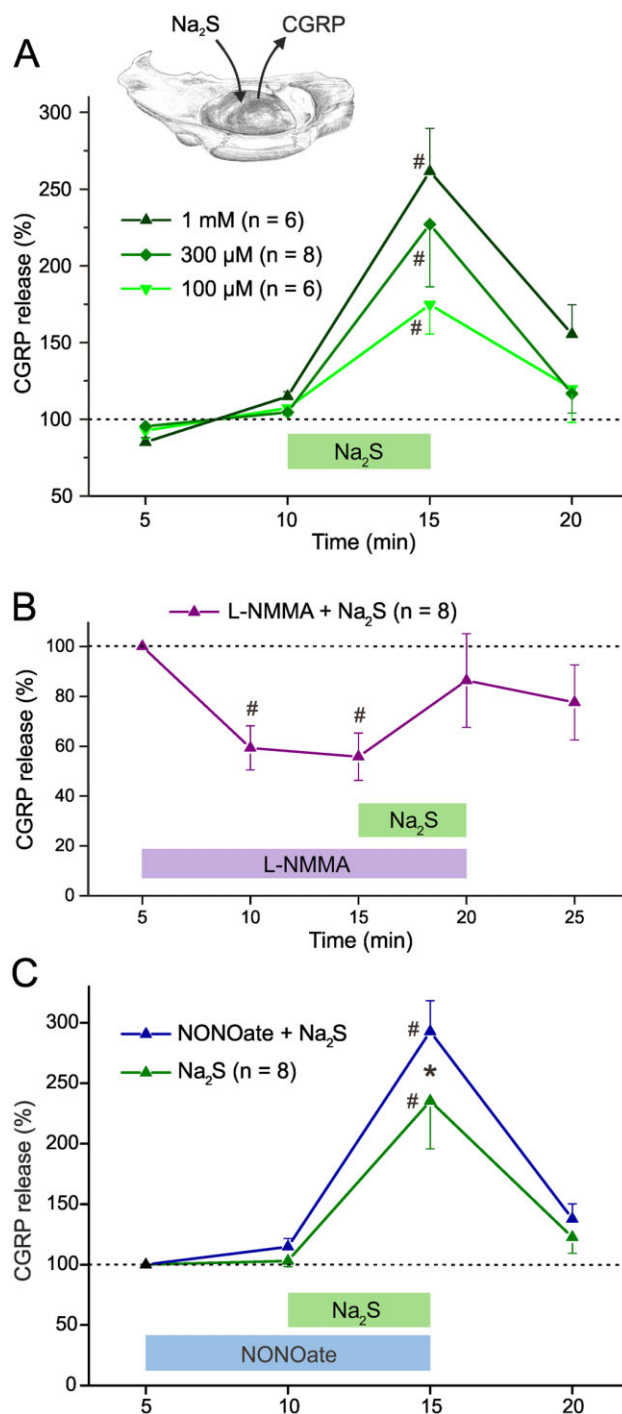 A
Na₂S
CGRP
300
250
200
150
100
50
CGRP release (%)
1 mM (n = 6)
300 µM (n = 8)
100 µM (n = 6)
#
#
#
Na₂S
5
10
15
20
Time (min)
B
L-NMMA + Na₂S (n = 8)
100
80
60
40
20
0
CGRP release (%)
#
#
Na₂S
L-NMMA
5
10
15
20
25
Time (min)
C
NONOate + Na₂S
Na₂S (n = 8)
300
250
200
150
100
50
0
CGRP release (%)
#
*
#
Na₂S
NONOate
5
10
15
20
Time (min)